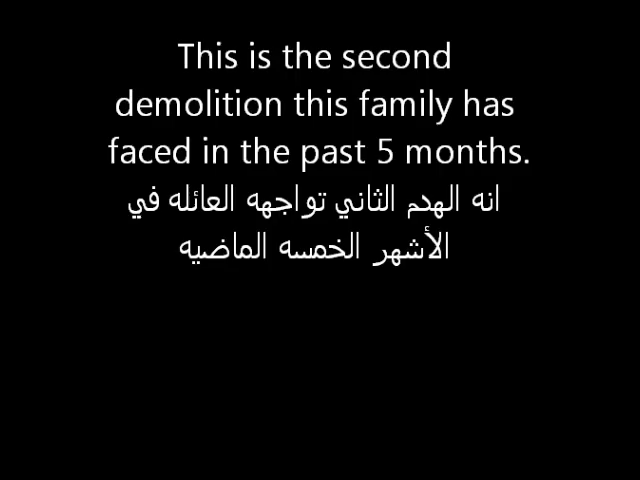 This is the second
demolition this family has
faced in the past 5 months.
انه الهدم الثاني تواجهه العائله في
الأشهر الخمسه الماضيه